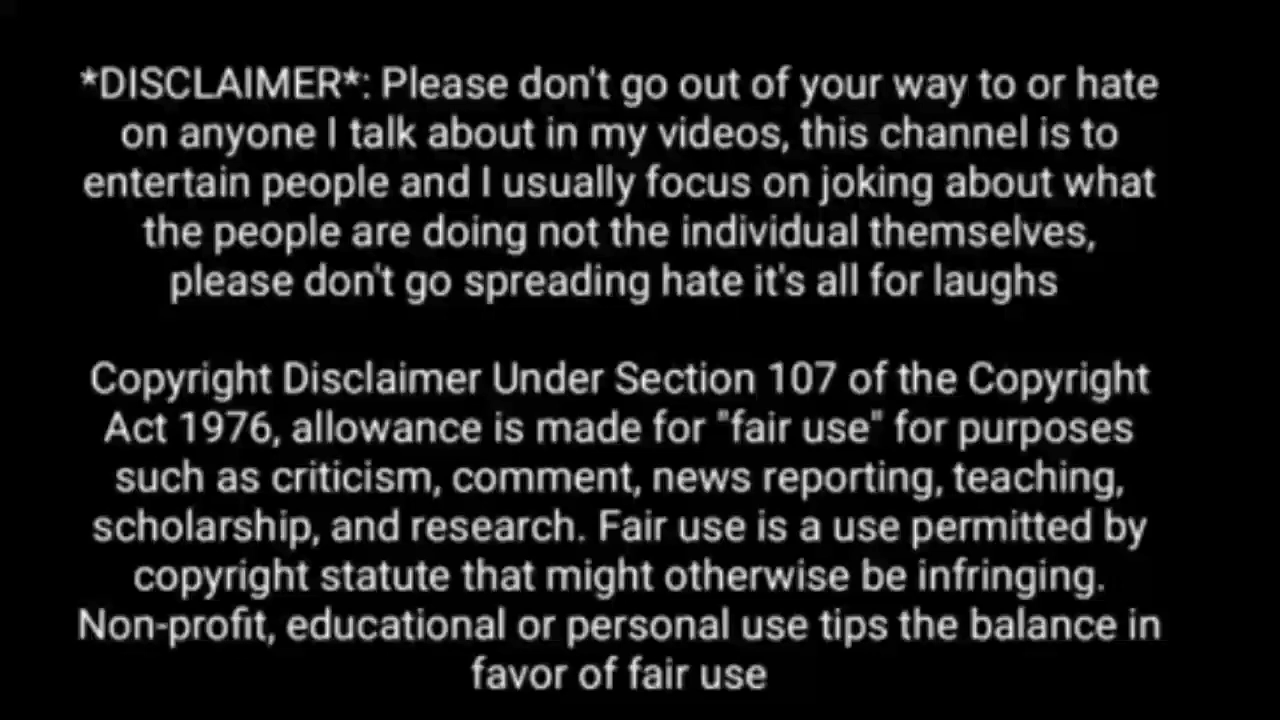 *DISCLAIMER*: Please don't go out of your way to or hate
on anyone I talk about in my videos, this channel is to
entertain people and I usually focus on joking about what
the people are doing not the individual themselves,
please don't go spreading hate it's all for laughs
Copyright Disclaimer Under Section 107 of the Copyright
Act 1976, allowance is made for "fair use" for purposes
such as criticism, comment, news reporting, teaching,
scholarship, and research. Fair use is a use permitted by
copyright statute that might otherwise be infringing.
Non-profit, educational or personal use tips the balance in
favor of fair use